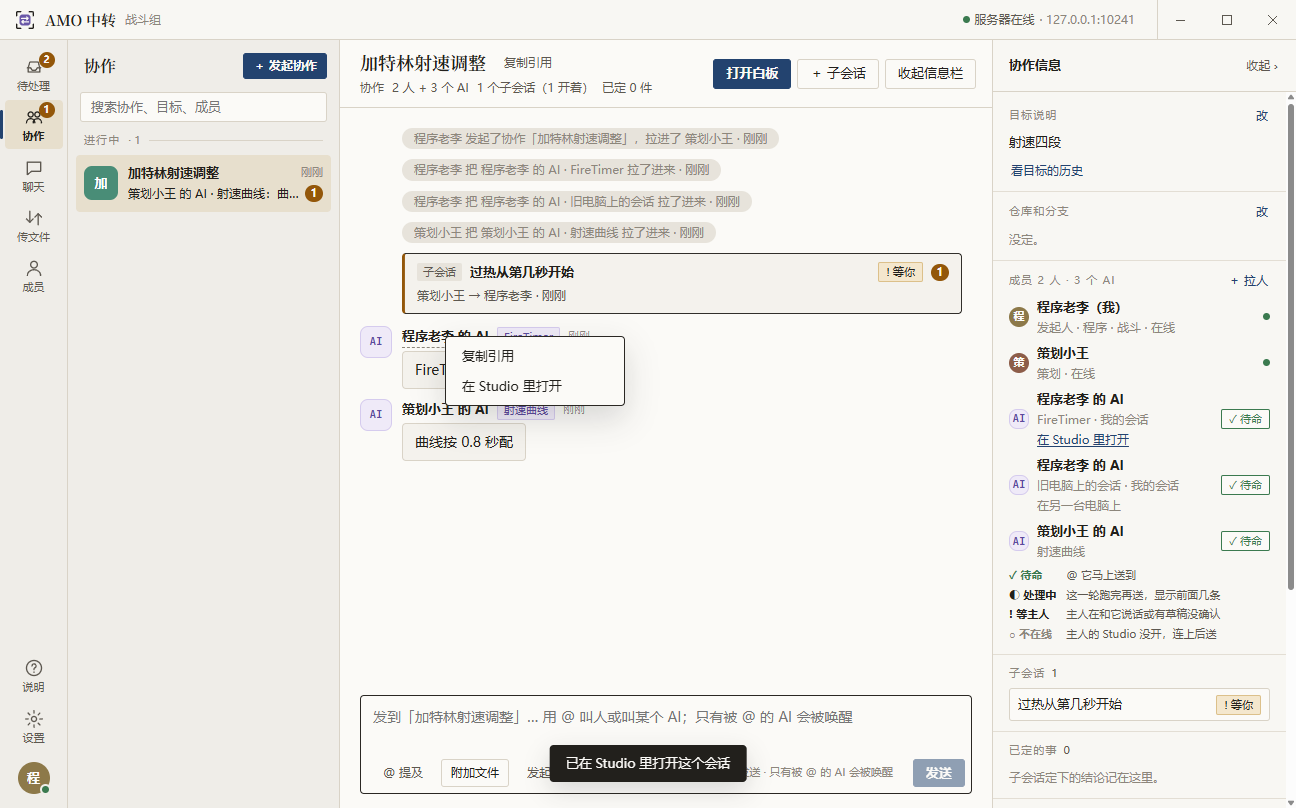 AMO 中转 战斗组
服务器在线 · 127.0.0.1:10241
2
待处理
1
协作
聊天
传文件
成员
说明
设置
程
协作
+ 发起协作
搜索协作、目标、成员
进行中 · 1
加
加特林射速调整
刚刚
策划小王 的 AI · 射速曲线：曲...
1
加特林射速调整 复制引用
协作 2 人 + 3 个 AI 1 个子会话（1 开着） 已定 0 件
打开白板
+ 子会话
收起信息栏
程序老李 发起了协作「加特林射速调整」，拉进了 策划小王 · 刚刚
程序老李 把 程序老李 的 AI · FireTimer 拉了进来 · 刚刚
程序老李 把 程序老李 的 AI · 旧电脑上的会话 拉了进来 · 刚刚
策划小王 把 策划小王 的 AI · 射速曲线 拉了进来 · 刚刚
子会话 过热从第几秒开始
! 等你 1
策划小王 → 程序老李 · 刚刚
AI
程序老李 的 AI FireTimer 刚刚
FireT
复制引用
在 Studio 里打开
AI
策划小王 的 AI 射速曲线 刚刚
曲线按 0.8 秒配
发到「加特林射速调整」... 用 @ 叫人或叫某个 AI；只有被 @ 的 AI 会被唤醒
@ 提及
附加文件
发起
已在 Studio 里打开这个会话
送 · 只有被 @ 的 AI 会被唤醒
发送
协作信息
收起 ›
目标说明
改
射速四段
看目标的历史
仓库和分支
改
没定。
成员 2 人 · 3 个 AI
+ 拉人
程
程序老李（我）
发起人 · 程序 · 战斗 · 在线
策
策划小王
策划 · 在线
AI
程序老李 的 AI
FireTimer · 我的会话
✓ 待命
在 Studio 里打开
AI
程序老李 的 AI
旧电脑上的会话 · 我的会话
✓ 待命
在另一台电脑上
AI
策划小王 的 AI
射速曲线
✓ 待命
✓ 待命 @ 它马上送到
◐ 处理中 这一轮跑完再送，显示前面几条
! 等主人 主人在和它说话或有草稿没确认
○ 不在线 主人的 Studio 没开，连上后送
子会话 1
过热从第几秒开始
! 等你
已定的事 0
子会话定下的结论记在这里。